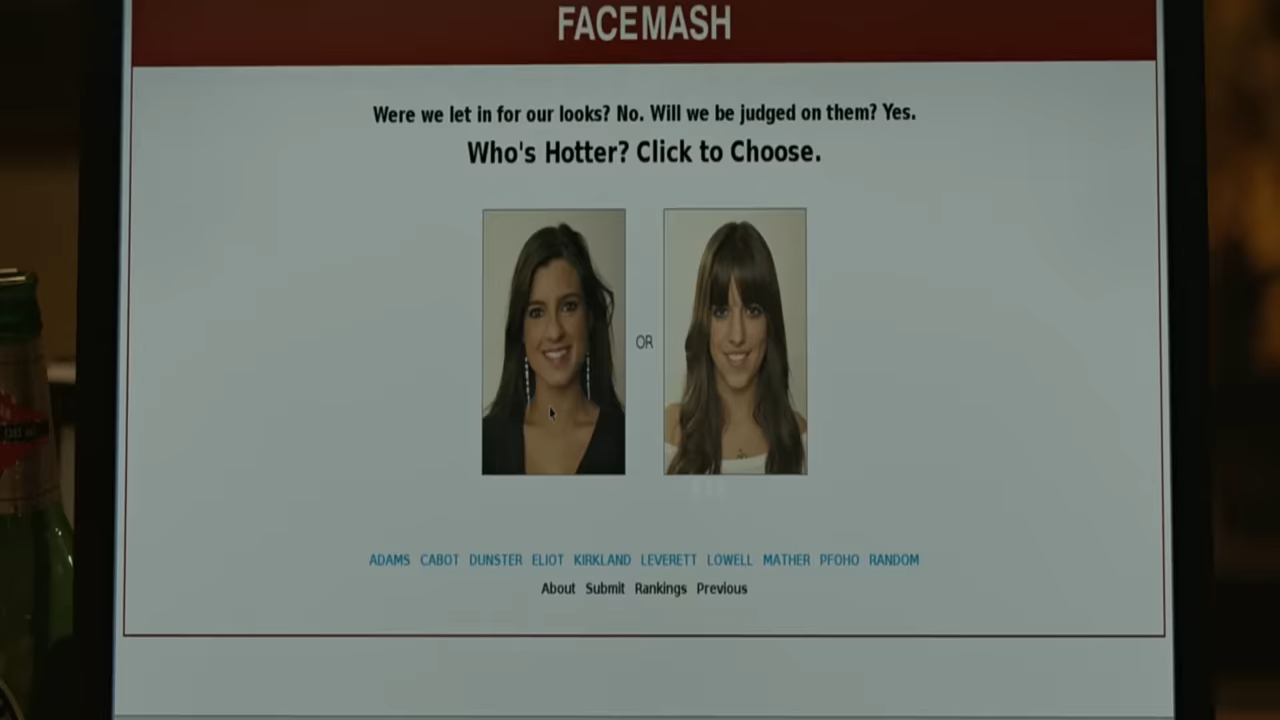 FACEMASH
Were we let in for our looks? No. Will we be judged on them? Yes.
Who's Hotter? Click to Choose.
OR
ADAMS CABOT DUNSTER ELIOT KIRKLAND LEVERETT LOWELL MATHER PFOHO RANDOM
About Submit Rankings Previous